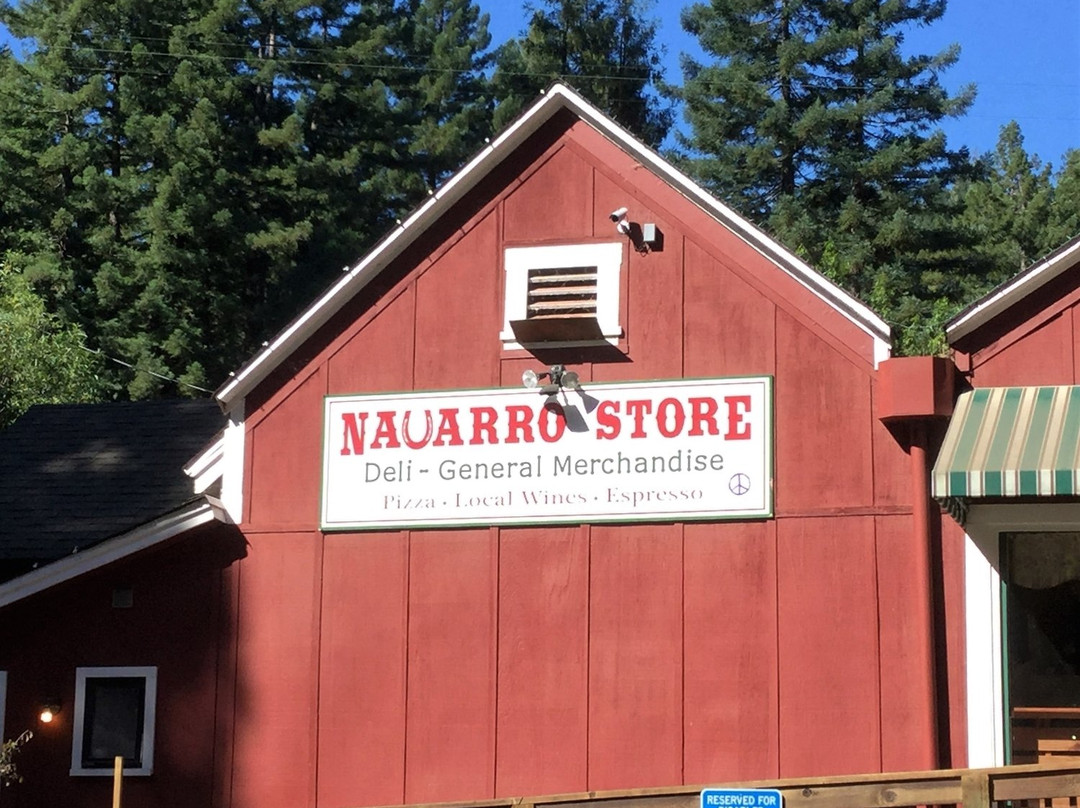 NAVARRO STORE
Deli - General Merchandise
Pizza · Local Wines · Espresso
RESERVED FOR